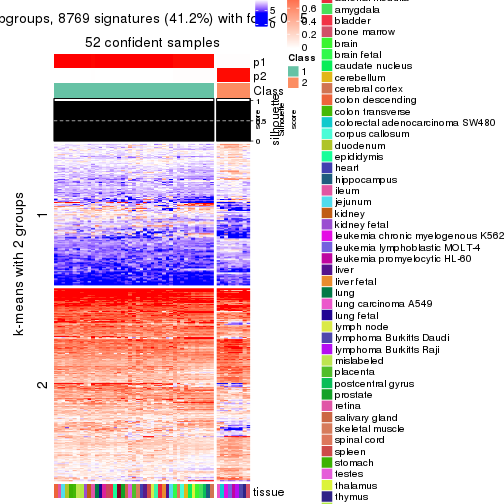 ogroups, 8769 signatures (41.2%) with f
52 confident samples
p1
p2
Class
1
0.5
0
silhouette
score
k-means with 2 groups
1
2
tissue
5
0
0.6
0.4
0.2
0
Class
1
2
amygdala
bladder
bone marrow
brain
brain fetal
caudate nucleus
cerebellum
cerebral cortex
colon descending
colon transverse
colorectal adenocarcinoma SW480
corpus callosum
duodenum
epididymis
heart
hippocampus
ileum
jejunum
kidney
kidney fetal
leukemia chronic myelogenous K562
leukemia lymphoblastic MOLT-4
leukemia promyelocytic HL-60
liver
liver fetal
lung
lung carcinoma A549
lung fetal
lymph node
lymphoma Burkitts Daudi
lymphoma Burkitts Raji
mislabeled
placenta
postcentral gyrus
prostate
retina
salivary gland
skeletal muscle
spinal cord
spleen
stomach
testes
thalamus
thymus